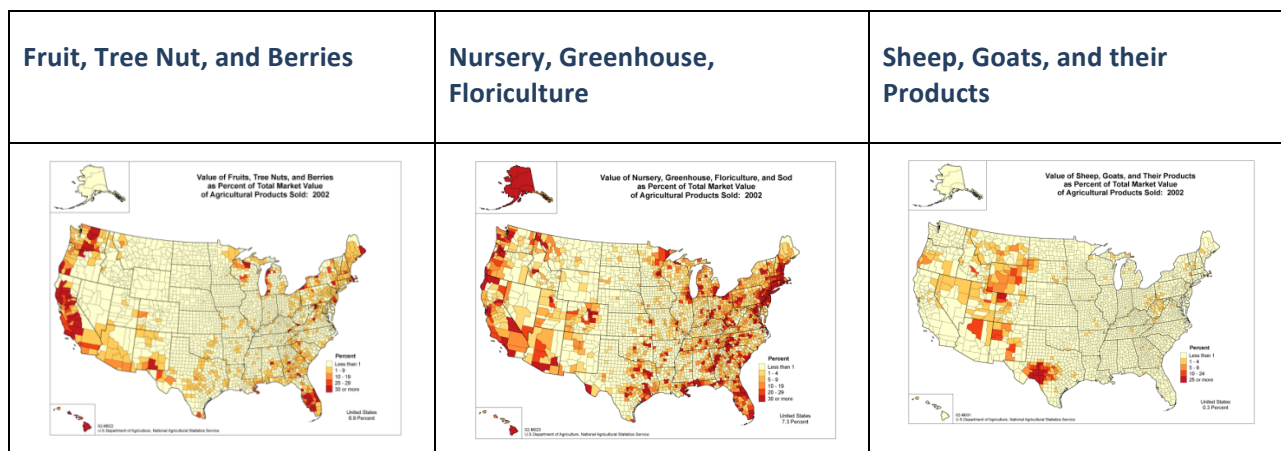 Fruit, Tree Nut, and Berries
Nursery, Greenhouse,
Floriculture
Sheep, Goats, and their
Products
Value of Fruits, Tree Nuts, and Berries
as Percent of Total Market Value
of Agricultural Products Sold: 2002
Percent
Less than 1
1 - 9
10 - 19
20 - 29
30 or more
United States
Percent
02-M022
U.S. Department of Agriculture, National Agricultural Statistics Service
Value of Nursery, Greenhouse, Floriculture, and Sod
as Percent of Total Market Value
of Agricultural Products Sold: 2002
Percent
Less than 1
1 - 4
5 - 9
10 - 19
20 - 29
30 or more
United States
7.3 Percent
02-M023
U.S. Department of Agriculture, National Agricultural Statistics Service
Value of Sheep, Goats, and Their Products
as Percent of Total Market Value
of Agricultural Products Sold: 2002
Percent
Less than 1
1 - 4
5 - 9
10 - 24
25 or more
United States
0.3 Percent
02-M031
U.S. Department of Agriculture, National Agricultural Statistics Service